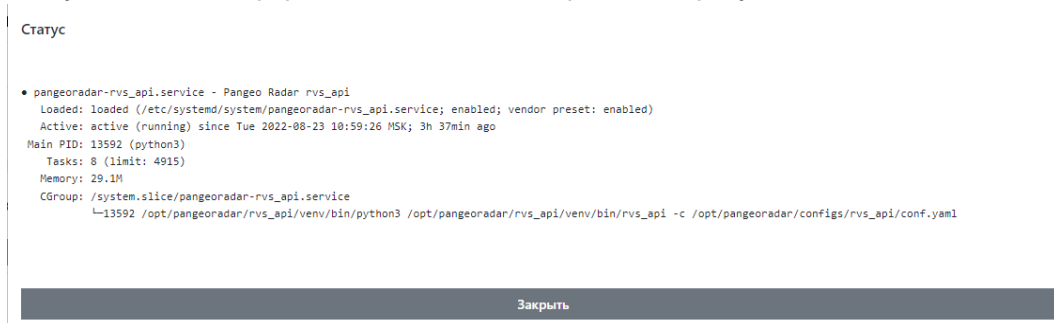 Статус
● pangeoradar-rvs_api.service - Pangeo Radar rvs_api
Loaded: loaded (/etc/systemd/system/pangeoradar-rvs_api.service; enabled; vendor preset: enabled)
Active: active (running) since Tue 2022-08-23 10:59:26 MSK; 3h 37min ago
Main PID: 13592 (python3)
Tasks: 8 (limit: 4915)
Memory: 29.1M
CGroup: /system.slice/pangeoradar-rvs_api.service
└─13592 /opt/pangeoradar/rvs_api/venv/bin/python3 /opt/pangeoradar/rvs_api/venv/bin/rvs_api -c /opt/pangeoradar/configs/rvs_api/conf.yaml
Закрыть